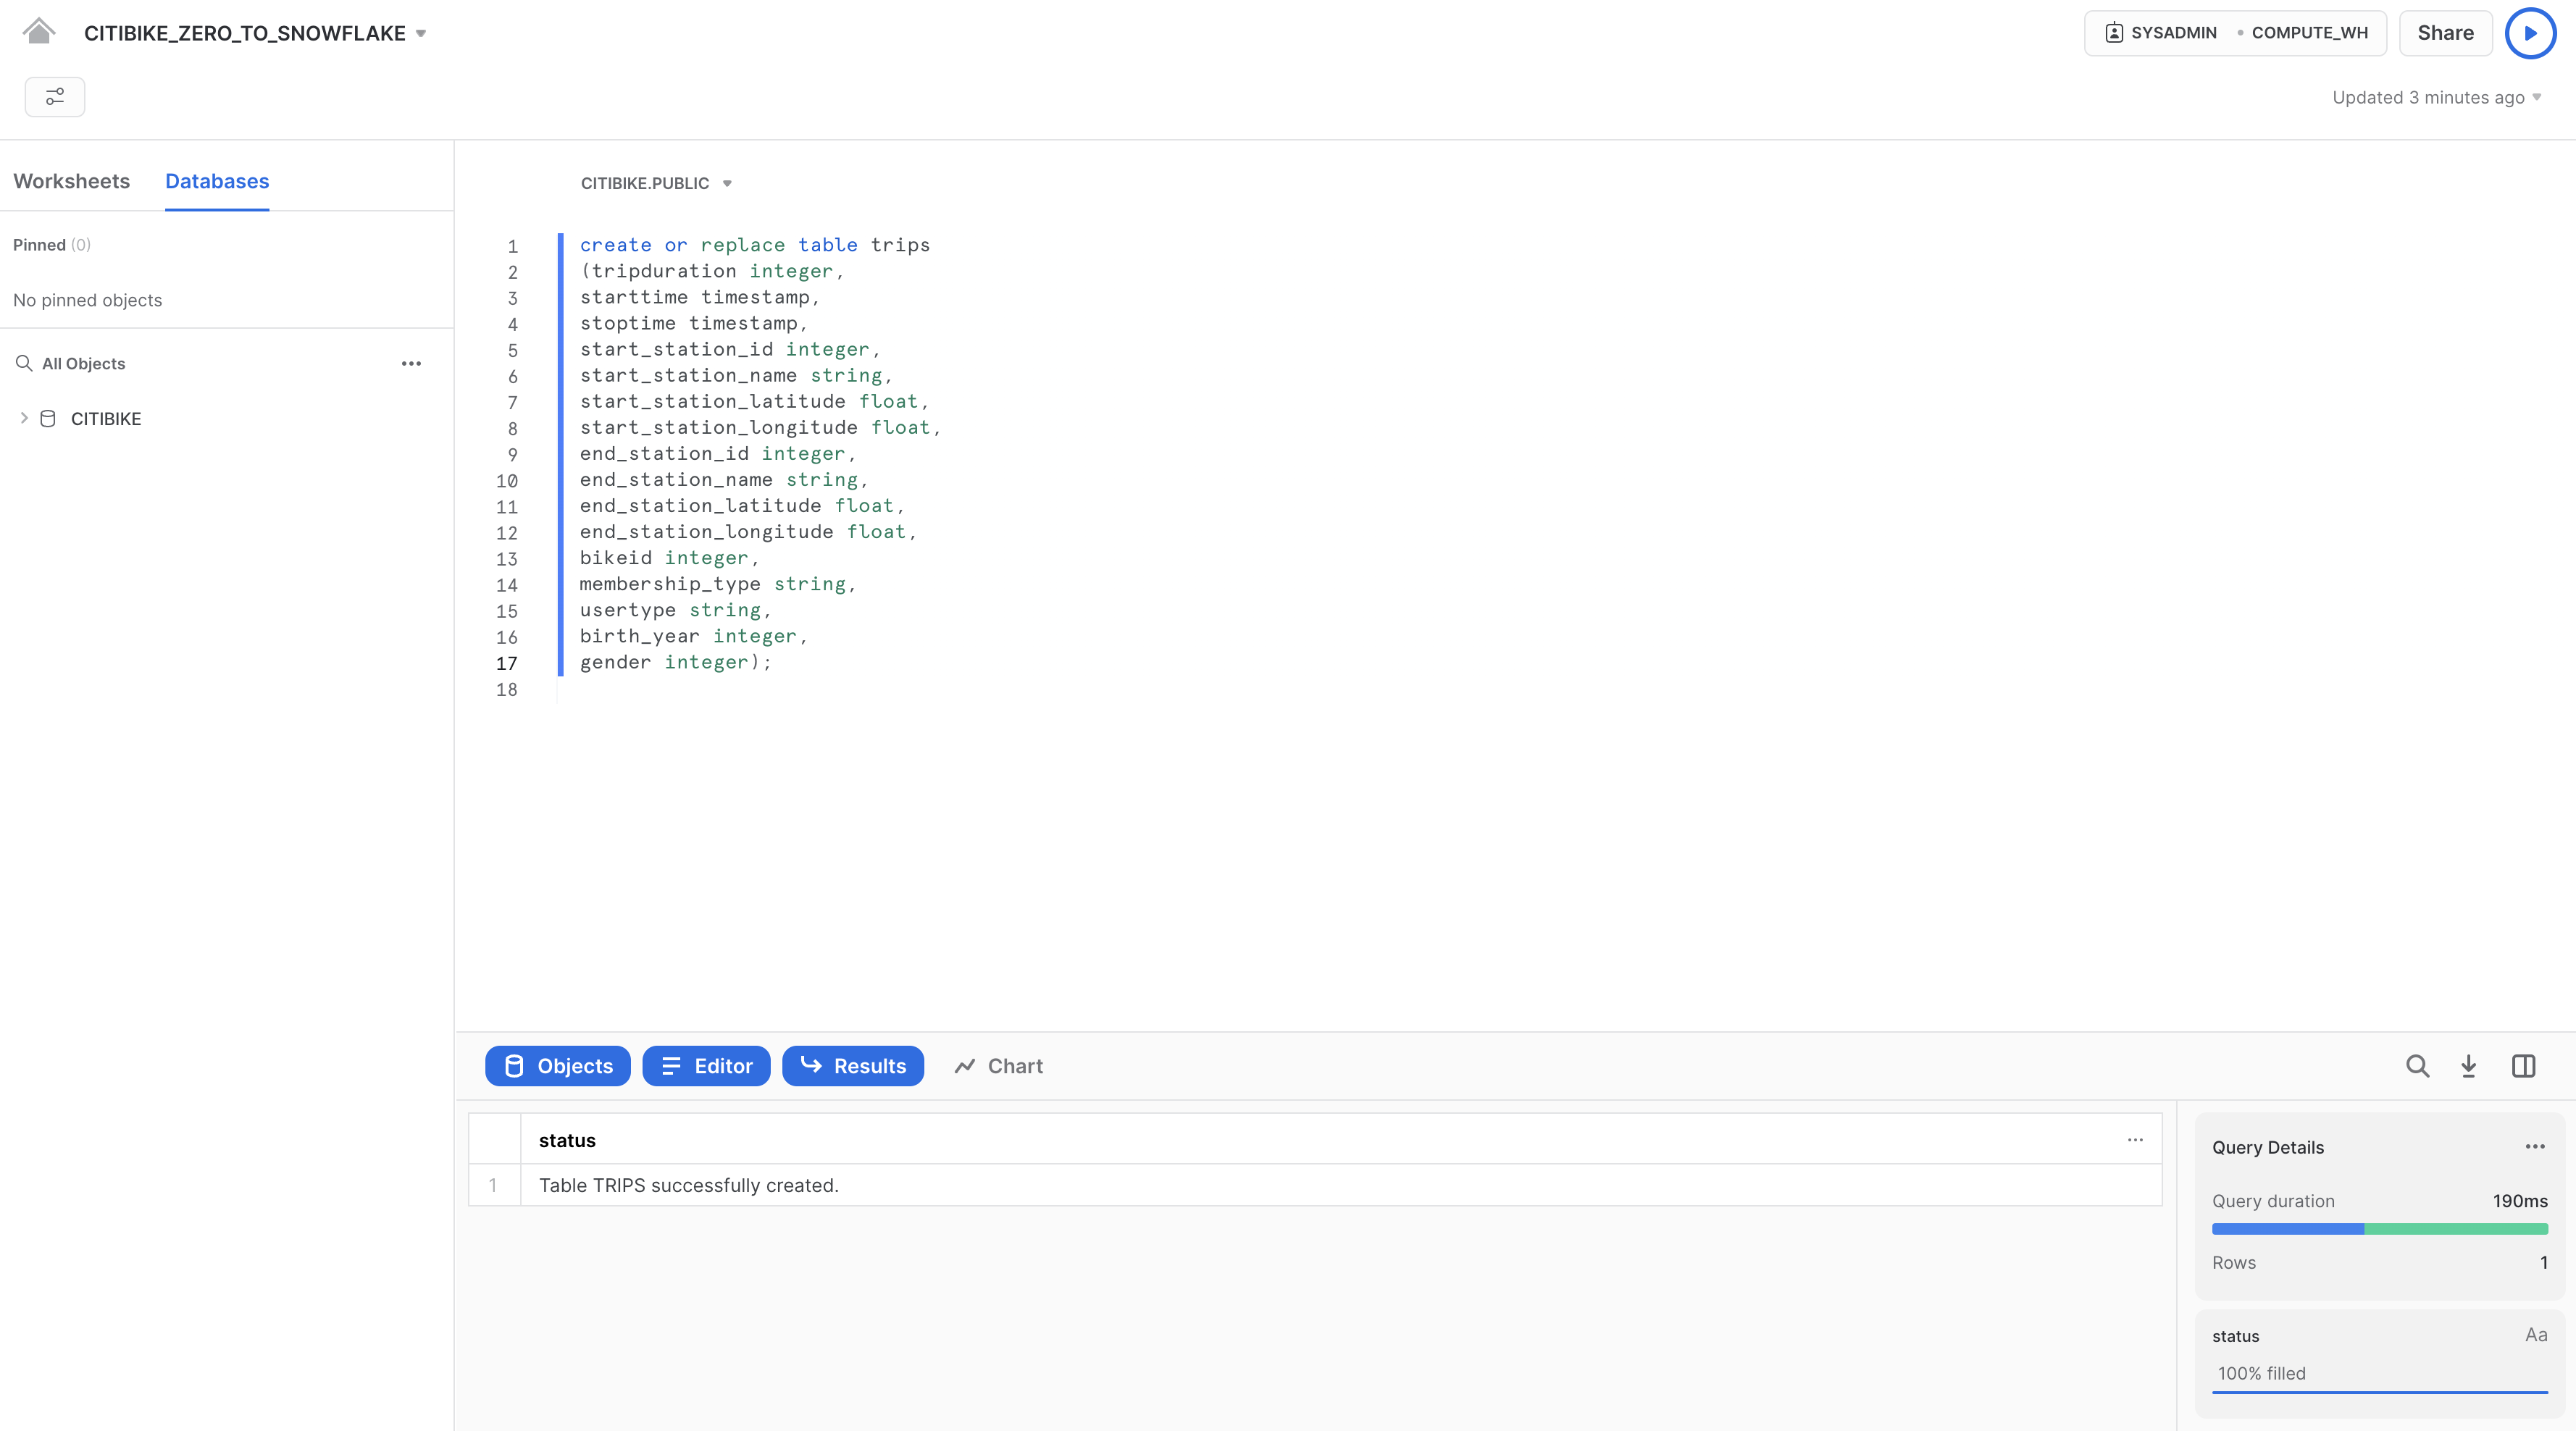 CITIBIKE_ZERO_TO_SNOWFLAKE
SYSADMIN • COMPUTE_WH
Share
Updated 3 minutes ago
Worksheets
Databases
Pinned (0)
No pinned objects
All Objects
CITIBIKE
CITIBIKE.PUBLIC
1 create or replace table trips
2 (tripduration integer,
3 starttime timestamp,
4 stoptime timestamp,
5 start_station_id integer,
6 start_station_name string,
7 start_station_latitude float,
8 start_station_longitude float,
9 end_station_id integer,
10 end_station_name string,
11 end_station_latitude float,
12 end_station_longitude float,
13 bikeid integer,
14 membership_type string,
15 usertype string,
16 birth_year integer,
17 gender integer);
18
Objects
Editor
Results
Chart
status
1 Table TRIPS successfully created.
Query Details
Query duration 190ms
Rows 1
status Aa
100% filled